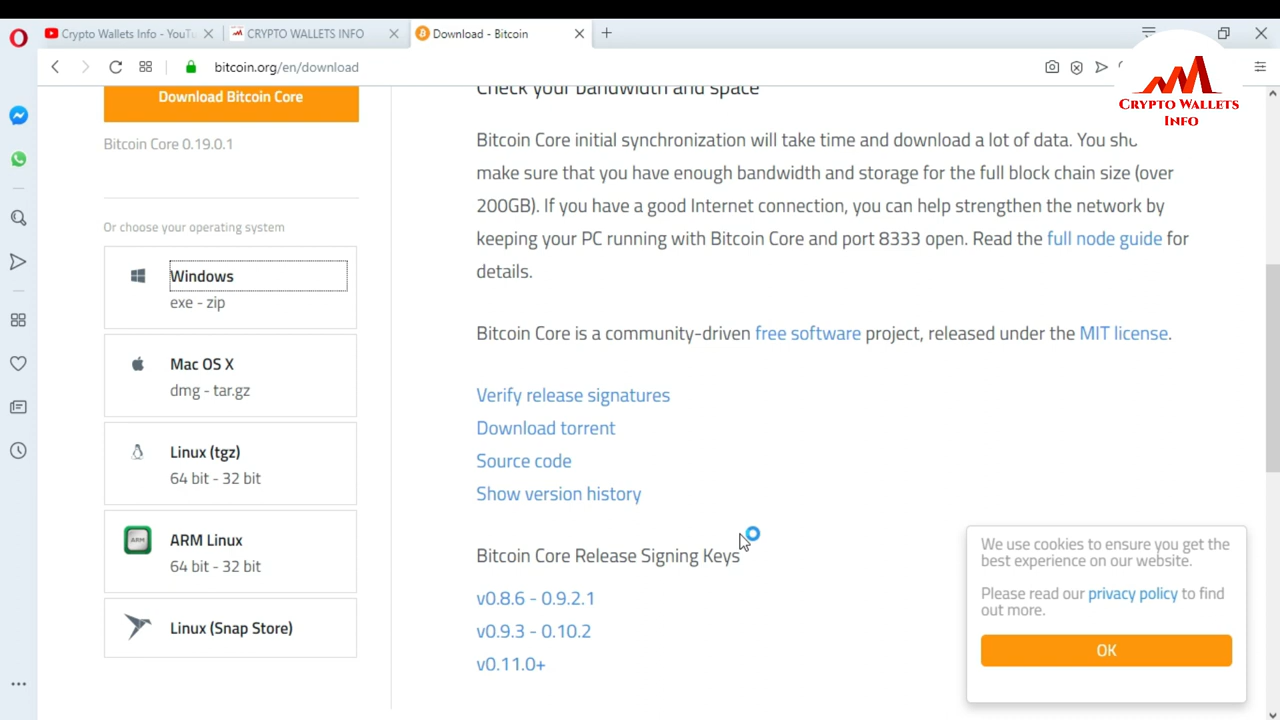 Crypto Wallets Info - YouTu
CRYPTO WALLETS INFO
Download - Bitcoin
bitcoin.org/en/download
CRYPTO WALLETS
INFO
Download Bitcoin Core
Bitcoin Core 0.19.0.1
Or choose your operating system
Windows
exe - zip
Mac OS X
dmg - tar.gz
Linux (tgz)
64 bit - 32 bit
ARM
ARM Linux
64 bit - 32 bit
Linux (Snap Store)
Check your bandwidth and space
Bitcoin Core initial synchronization will take time and download a lot of data. You sho
make sure that you have enough bandwidth and storage for the full block chain size (over
200GB). If you have a good Internet connection, you can help strengthen the network by
keeping your PC running with Bitcoin Core and port 8333 open. Read the full node guide for
details.
Bitcoin Core is a community-driven free software project, released under the MIT license.
Verify release signatures
Download torrent
Source code
Show version history
Bitcoin Core Release Signing Keys
v0.8.6 - 0.9.2.1
v0.9.3 - 0.10.2
v0.11.0+
We use cookies to ensure you get the
best experience on our website.
Please read our privacy policy to find
out more.
OK